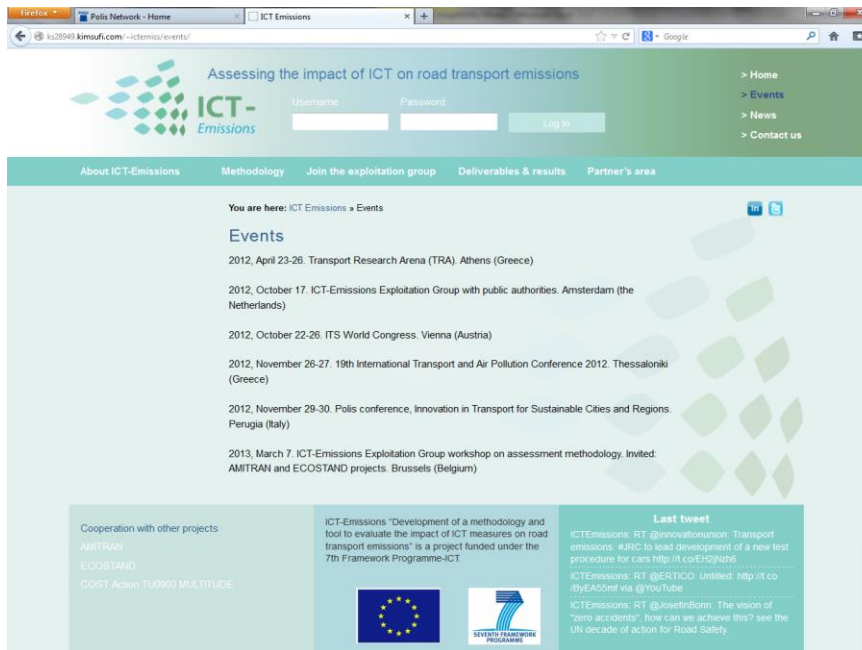 Firefox
Polis Network - Home
ICT Emissions
ks28949.kimsufi.com/~ictemiss/events/
Google
Assessing the impact of ICT on road transport emissions
ICT-
Emissions
Username
Password
Log In
> Home
> Events
> News
> Contact us
About ICT-Emissions
Methodology
Join the exploitation group
Deliverables & results
Partner's area
You are here: ICT Emissions » Events
in
Events
2012, April 23-26. Transport Research Arena (TRA). Athens (Greece)
2012, October 17. ICT-Emissions Exploitation Group with public authorities. Amsterdam (the
Netherlands)
2012, October 22-26. ITS World Congress. Vienna (Austria)
2012, November 26-27. 19th International Transport and Air Pollution Conference 2012. Thessaloniki
(Greece)
2012, November 29-30. Polis conference, Innovation in Transport for Sustainable Cities and Regions.
Perugia (Italy)
2013, March 7. ICT-Emissions Exploitation Group workshop on assessment methodology. Invited:
AMITRAN and ECOSTAND projects. Brussels (Belgium)
Cooperation with other projects
AMITRAN
ECOSTAND
COST Action TU0903 MULTITUDE
ICT-Emissions "Development of a methodology and
tool to evaluate the impact of ICT measures on road
transport emissions" is a project funded under the
7th Framework Programme-ICT.
SEVENTH FRAMEWORK
PROGRAMME
Last tweet
ICTEmissions: RT @innovationunion: Transport
emissions: #JRC to lead development of a new test
procedure for cars http://t.co/EH2jNzh6
ICTEmissions: RT @ERTICO: Untitled: http://t.co
/ByEA55mf via @YouTube
ICTEmissions: RT @JosefinBonn: The vision of
"zero accidents", how can we achieve this? see the
UN decade of action for Road Safety.